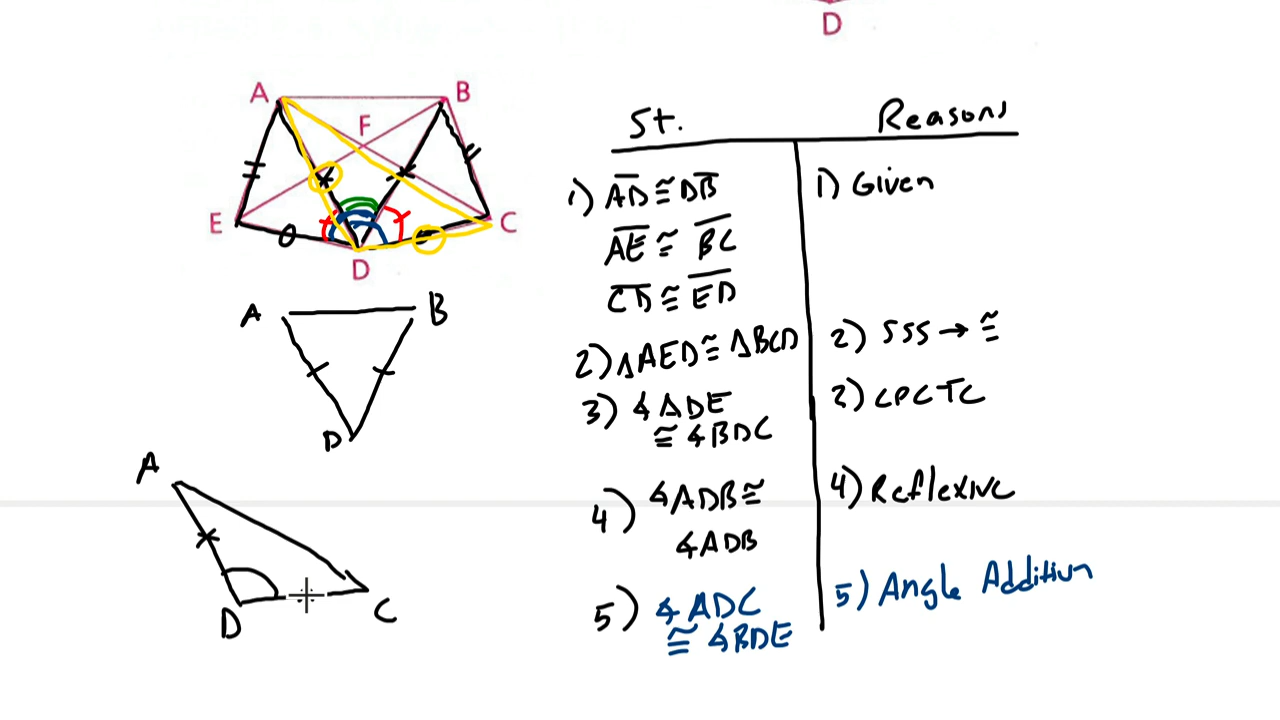 D
A
B
F
E
C
D
A
B
D
A
D
C
St.
Reasons
1) AD ≅ DB
1) Given
AE ≅ BC
CD ≅ ED
2) △AED ≅ △BCD
2) SSS → ≅
3) ∡ADE
≅ ∡BDC
2) CPCTC
4) ∡ADB ≅
∡ADB
4) Reflexive
5) ∡ADC
≅ ∡BDE
5) Angle Addition